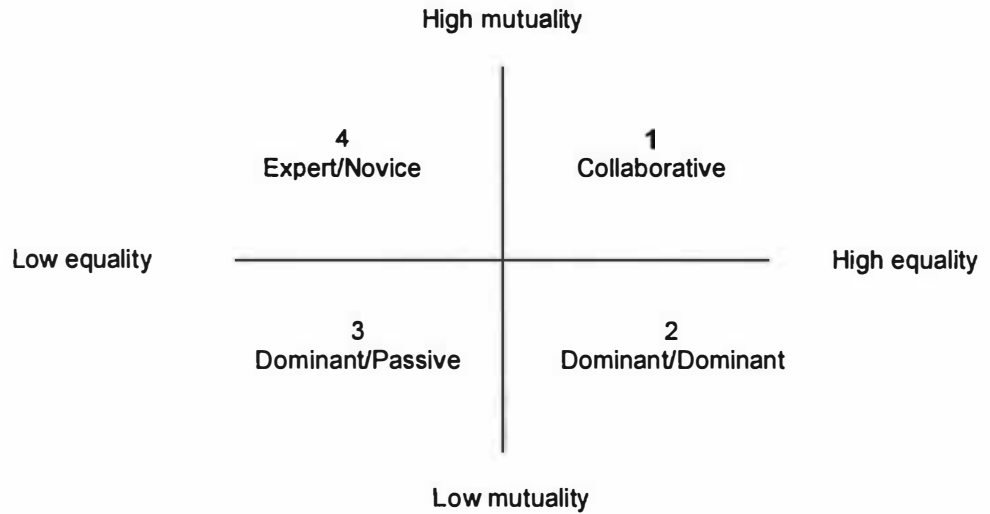 High mutuality
4
Expert/Novice
1
Collaborative
Low equality
High equality
3
Dominant/Passive
2
Dominant/Dominant
Low mutuality